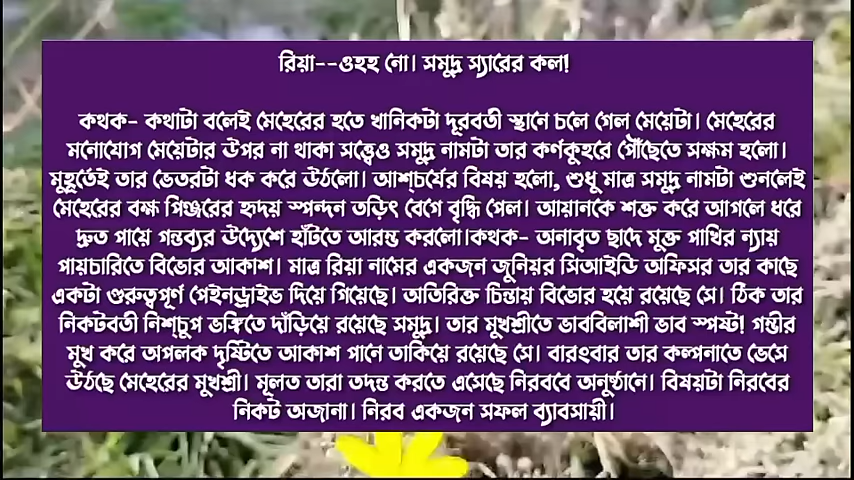 রিয়া--ওহহ নো। সমুদ্র স্যারের কল!
কথক- কথাটা বলেই মেহেরের হতে খানিকটা দূরবর্তী স্থানে চলে গেল মেয়েটা। মেহেরের
মনোযোগ মেয়েটার উপর না থাকা সত্ত্বেও সমুদ্র নামটা তার কর্ণকুহরে পৌঁছেতে সক্ষম হলো।
মুহূর্তেই তার ভেতরটা ধক করে উঠলো। আশ্চর্যের বিষয় হলো, শুধু মাত্র সমুদ্র নামটা শুনলেই
মেহেরের বক্ষ পিঞ্জরের হৃদয় স্পন্দন তড়িৎ বেগে বৃদ্ধি পেল। আয়ানকে শক্ত করে আগলে ধরে
দ্রুত পায়ে গন্তব্যর উদ্যেশে হাঁটতে আরম্ভ করলো।কথক- অনাবৃত ছাদে মুক্ত পাখির ন্যায়
পায়চারিতে বিভোর আকাশ। মাত্র রিয়া নামের একজন জুনিয়র সিআইডি অফিসর তার কাছে
একটা গুরুত্বপূর্ণ পেইনড্রাইভ দিয়ে গিয়েছে। অতিরিক্ত চিন্তায় বিভোর হয়ে রয়েছে সে। ঠিক তার
নিকটবর্তী নিশ্চুপ ভঙ্গিতে দাঁড়িয়ে রয়েছে সমুদ্র। তার মুখশ্রীতে ভাববিলাশী ভাব স্পষ্ট! গম্ভীর
মুখ করে অপলক দৃষ্টিতে আকাশ পানে তাকিয়ে রয়েছে সে। বারংবার তার কল্পনাতে ভেসে
উঠছে মেহেরের মুখশ্রী। মূলত তারা তদন্ত করতে এসেছে নিরববে অনুষ্ঠানে। বিষয়টা নিরবের
নিকট অজানা। নিরব একজন সফল ব্যাবসায়ী।